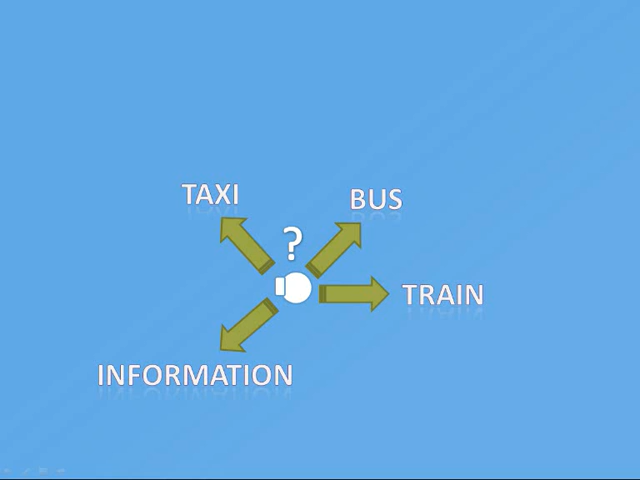 TAXI
BUS
?
TRAIN
INFORMATION